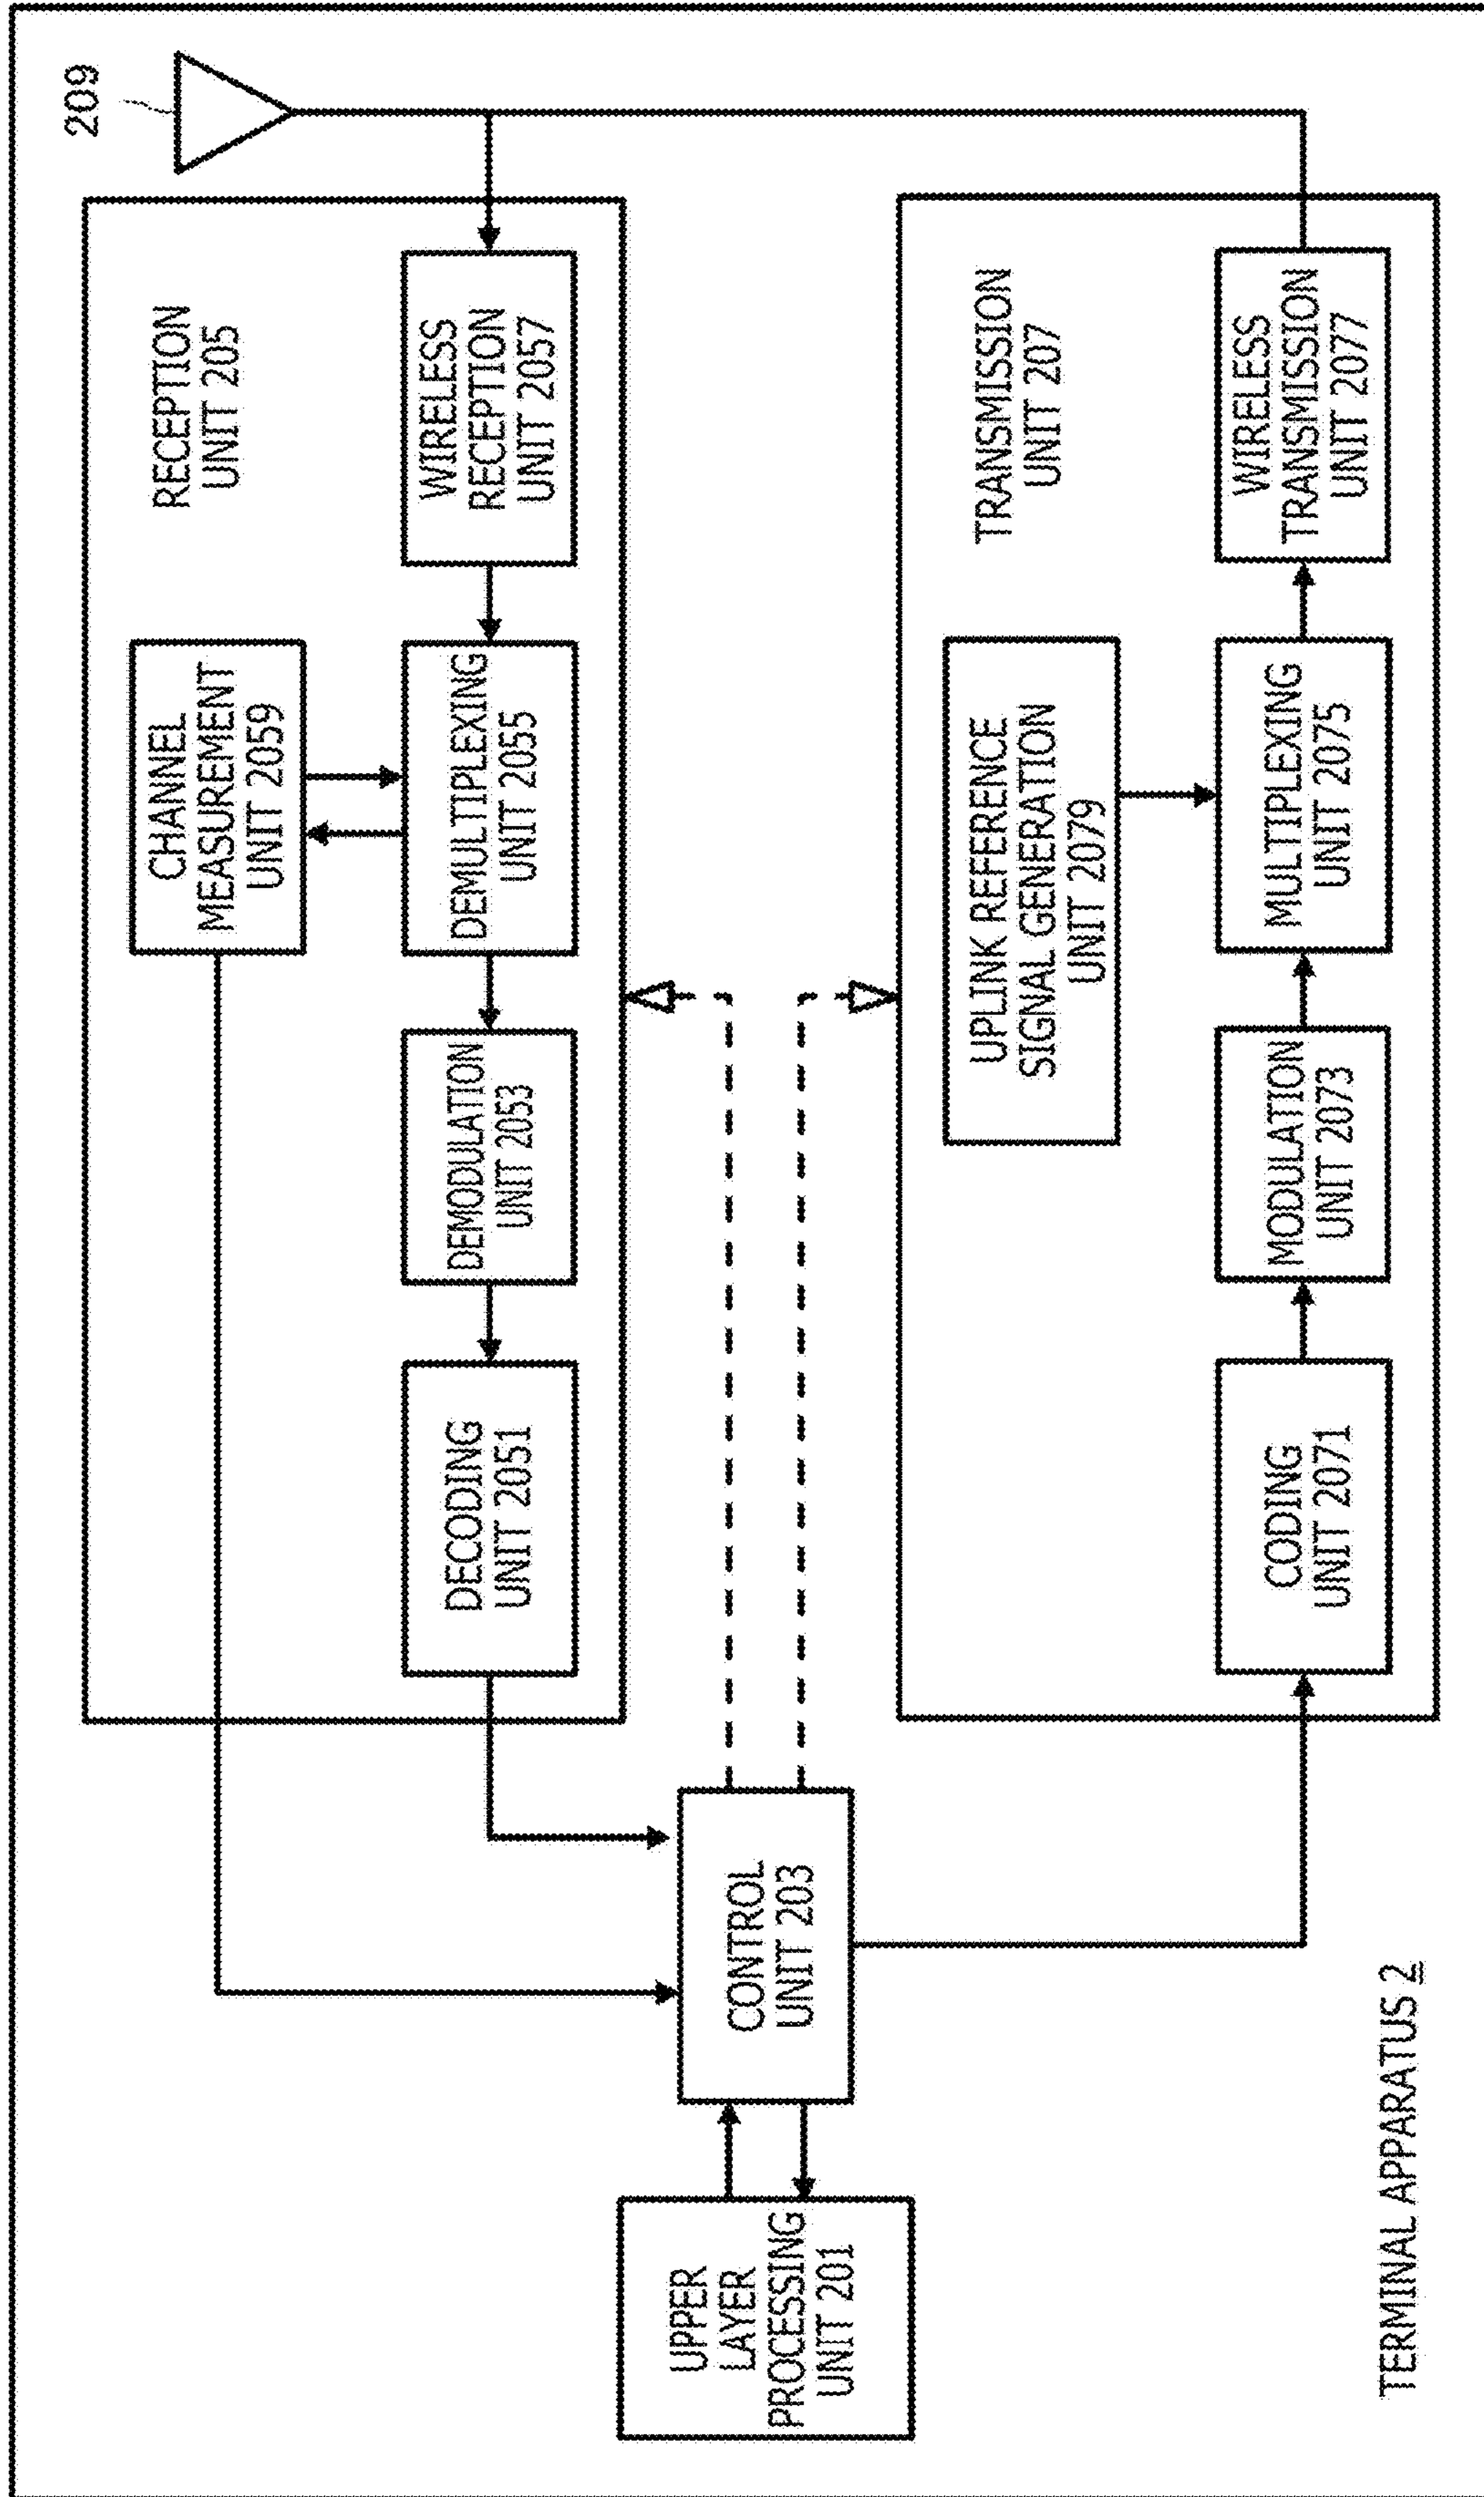 209
RECEPTION
UNIT 205
CHANNEL
MEASUREMENT
UNIT 2059
DECODING
UNIT 2051
DEMODULATION
UNIT 2053
DEMULTIPLEXING
UNIT 2055
WIRELESS
RECEPTION
UNIT 2057
UPPER
LAYER
PROCESSING
UNIT 201
CONTROL
UNIT 203
TRANSMISSION
UNIT 207
UPLINK REFERENCE
SIGNAL GENERATION
UNIT 2079
CODING
UNIT 2071
MODULATION
UNIT 2073
MULTIPLEXING
UNIT 2075
WIRELESS
TRANSMISSION
UNIT 2077
TERMINAL APPARATUS 2